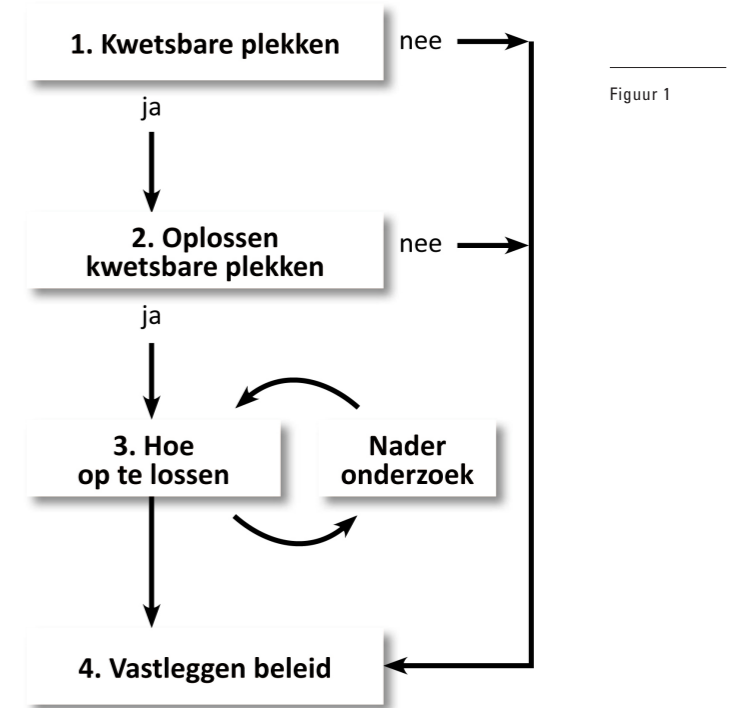 1. Kwetsbare plekken
nee
Figuur 1
ja
2. Oplossen
kwetsbare plekken
nee
ja
3. Hoe
op te lossen
Nader
onderzoek
4. Vastleggen beleid